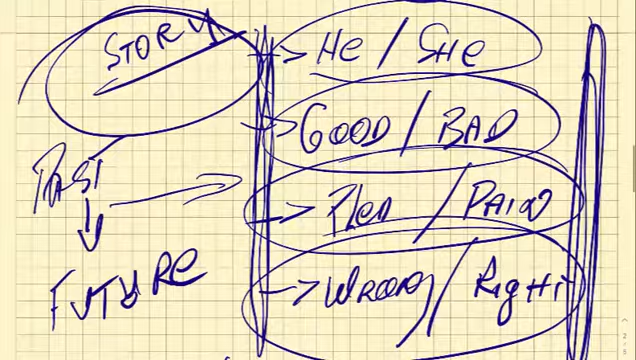 STORY
He / SHe
GOOD / BAD
PAST
Plea / PAIN
FUTURE
WRONG / RigHT